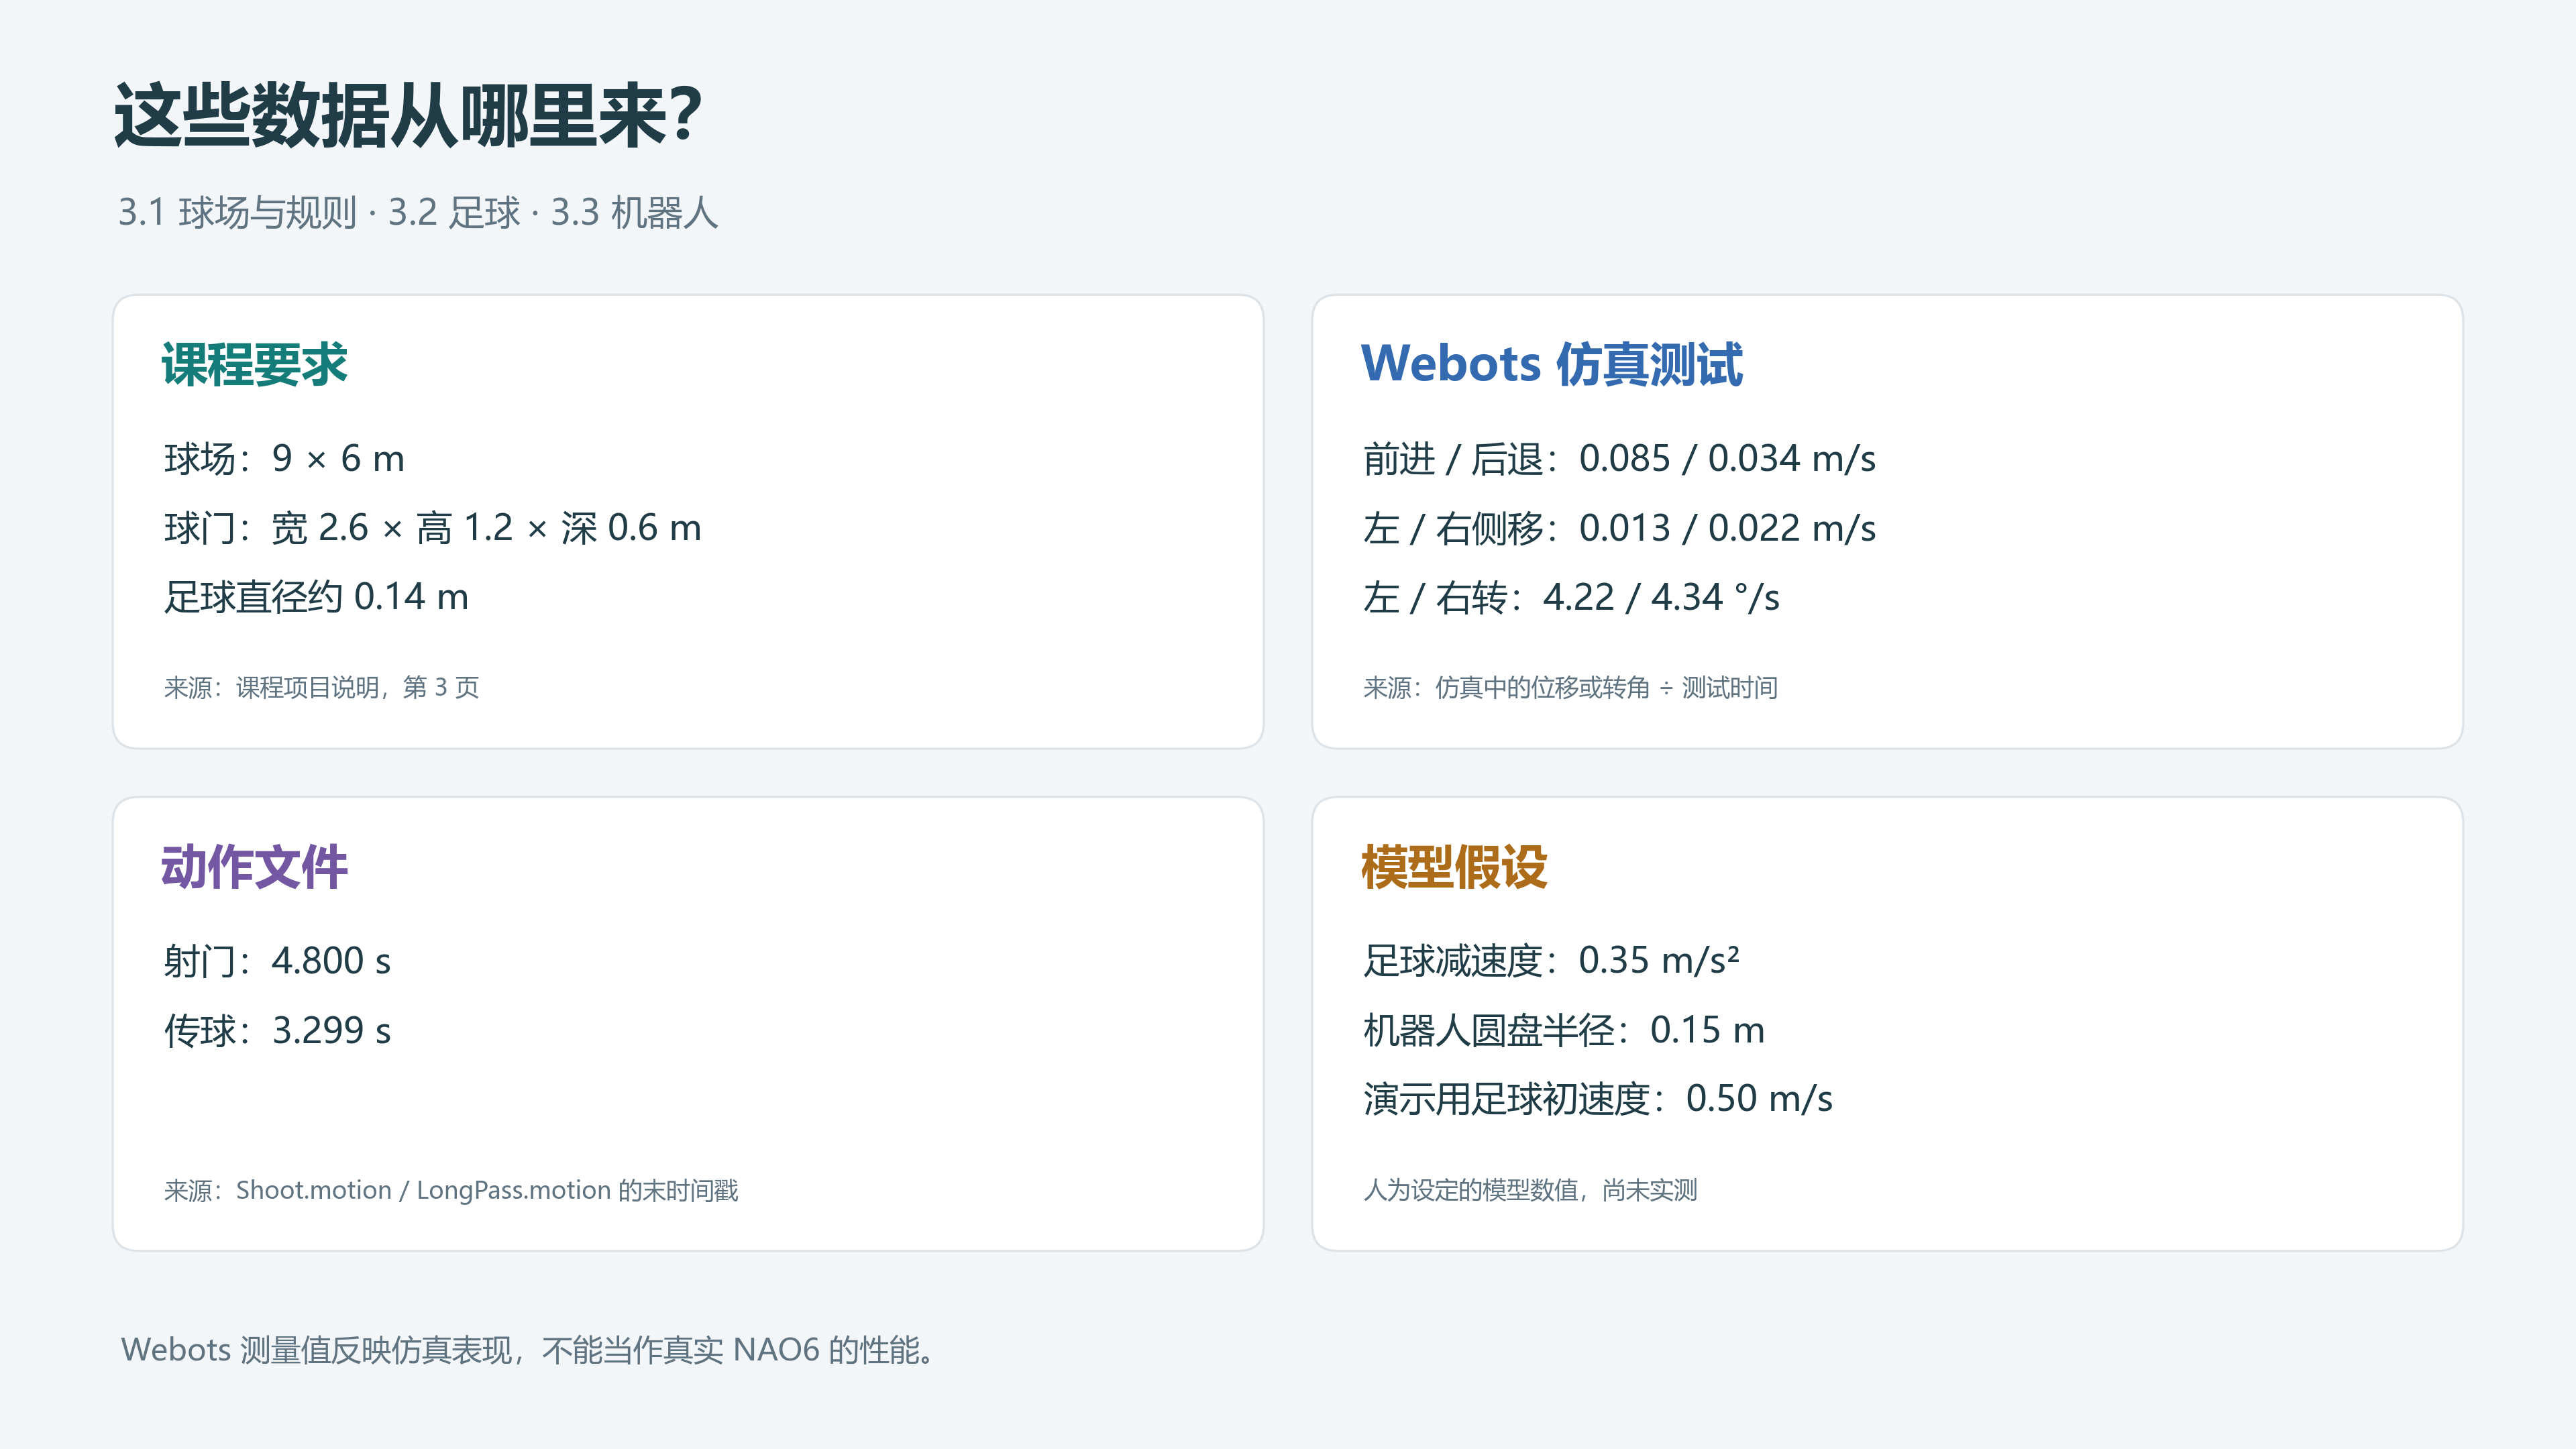 这些数据从哪里来？
3.1 球场与规则 · 3.2 足球 · 3.3 机器人
课程要求
球场：9 × 6 m
球门：宽 2.6 × 高 1.2 × 深 0.6 m
足球直径约 0.14 m
来源：课程项目说明，第 3 页
Webots 仿真测试
前进 / 后退：0.085 / 0.034 m/s
左 / 右侧移：0.013 / 0.022 m/s
左 / 右转：4.22 / 4.34 °/s
来源：仿真中的位移或转角 ÷ 测试时间
动作文件
射门：4.800 s
传球：3.299 s
来源：Shoot.motion / LongPass.motion 的末时间戳
模型假设
足球减速度：0.35 m/s²
机器人圆盘半径：0.15 m
演示用足球初速度：0.50 m/s
人为设定的模型数值，尚未实测
Webots 测量值反映仿真表现，不能当作真实 NAO6 的性能。